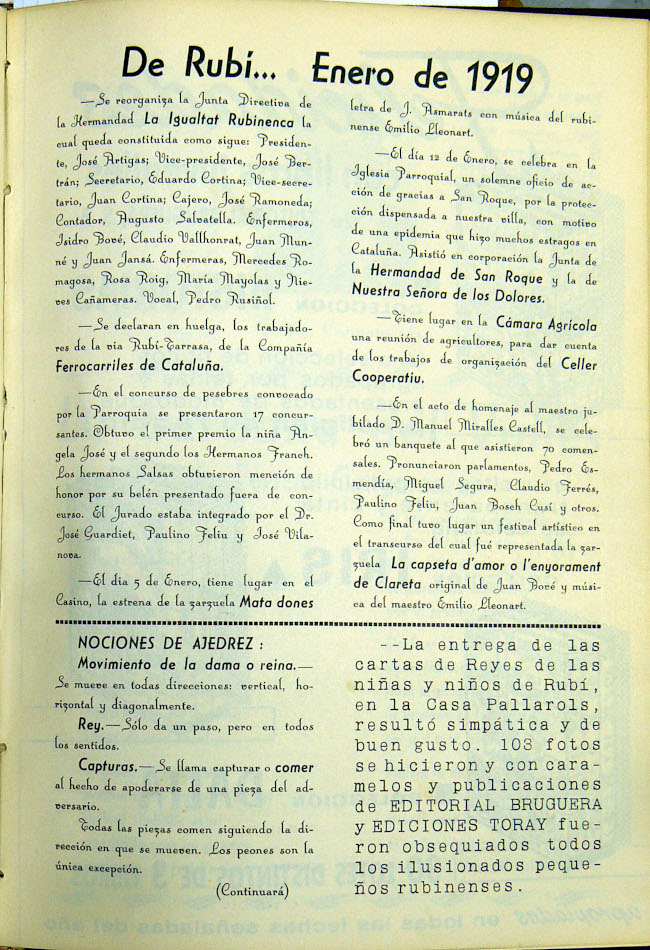 De Rubí... Enero de 1919
—Se reorganiza la Junta Directiva de
la Hermandad La Igualtat Rubinenca la
cual queda constituida como sigue: Presiden-
te, José Artigas; Vice-presidente, José Ber-
trán; Secretario, Eduardo Cortina; Vice-secre-
tario, Juan Cortina; Cajero, José Ramoneda;
Contador, Augusto Salvatella. Enfermeros,
Isidro Bové, Claudio Vallhonrat, Juan Mun-
né y Juan Jansá. Enfermeras, Mercedes Ro-
magosa, Rosa Roig, María Mayolas y Nie-
ves Cañameras. Vocal, Pedro Rusiñol.
—Se declaran en huelga, los trabajado-
res de la via Rubí-Tarrasa, de la Compañía
Ferrocarriles de Cataluña.
—En el concurso de pesebres convocado
por la Parroquia se presentaron 17 concur-
santes. Obtuvo el primer premio la niña An-
gela José y el segundo los Hermanos Franch.
Los hermanos Salsas obtuvieron mención de
honor por su belén presentado fuera de con-
curso. El Jurado estaba integrado por el Dr.
José Guardiet, Paulino Feliu y José Vila-
nova.
—El dia 5 de Enero, tiene lugar en el
Casino, la estrena de la zarzuela Mata dones
letra de J. Asmarats con música del rubi-
nense Emilio Lleonart.
—El día 12 de Enero, se celebra en la
Iglesia Parroquial, un solemne oficio de ac-
ción de gracias a San Roque, por la protec-
ción dispensada a nuestra villa, con motivo
de una epidemia que hizo muchos estragos en
Cataluña. Asistió en corporación la Junta de
la Hermandad de San Roque y la de
Nuestra Señora de los Dolores.
—Tiene lugar en la Cámara Agrícola
una reunión de agricultores, para dar cuenta
de los trabajos de organización del Celler
Cooperatiu.
—En el acto de homenaje al maestro ju-
bilado D. Manuel Miralles Castell, se cele-
bró un banquete al que asistieron 70 comen-
sales. Pronunciaron parlamentos, Pedro Es-
mendía, Miguel Segura, Claudio Ferrés,
Paulino Feliu, Juan Bosch Cusí y otros.
Como final tuvo lugar un festival artístico en
el transcurso del cual fué representada la zar-
zuela La capseta d'amor o l'enyorament
de Clareta original de Juan Bové y músi-
ca del maestro Emilio Lleonart.
NOCIONES DE AJEDREZ :
Movimiento de la dama o reina.—
Se mueve en todas direcciones: vertical, ho-
rizontal y diagonalmente.
Rey.—Sólo da un paso, pero en todos
los sentidos.
Capturas.—Se llama capturar o comer
al hecho de apoderarse de una pieza del ad-
versario.
Todas las piezas comen siguiendo la di-
rección en que se mueven. Los peones son la
única excepción.
(Continuará)
--La entrega de las
cartas de Reyes de las
niñas y niños de Rubí,
en la Casa Pallarols,
resultó simpática y de
buen gusto. 103 fotos
se hicieron y con cara-
melos y publicaciones
de EDITORIAL BRUGUERA
y EDICIONES TORAY fue-
ron obsequiados todos
los ilusionados peque-
ños rubinenses.